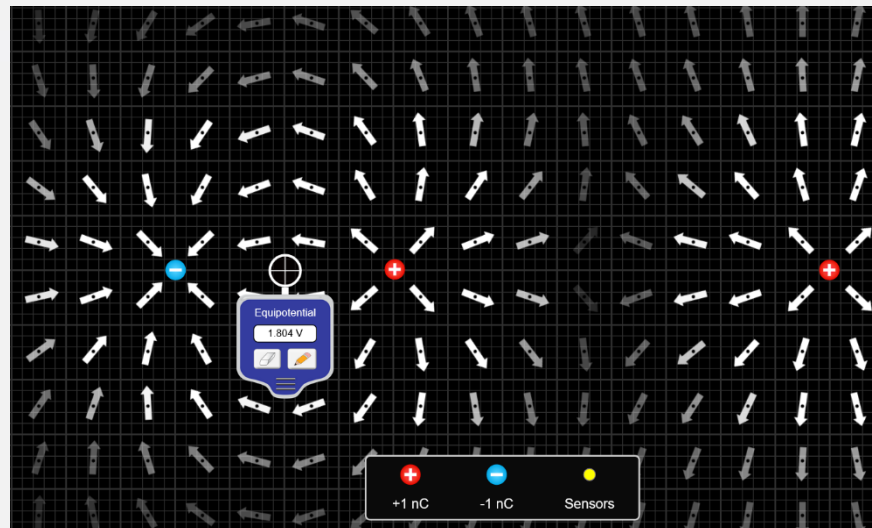 Equipotential
1.804 V
+1 nC
-1 nC
Sensors